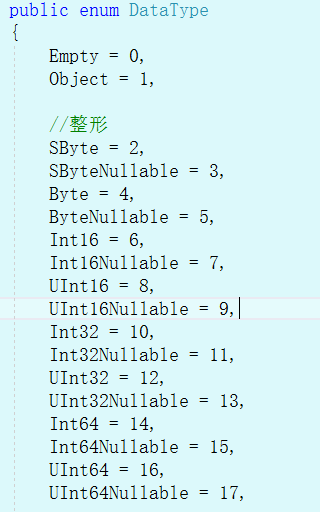 public enum DataType
{
Empty = 0,
Object = 1,
//整形
SByte = 2,
SByteNullable = 3,
Byte = 4,
ByteNullable = 5,
Int16 = 6,
Int16Nullable = 7,
UInt16 = 8,
UInt16Nullable = 9,
Int32 = 10,
Int32Nullable = 11,
UInt32 = 12,
UInt32Nullable = 13,
Int64 = 14,
Int64Nullable = 15,
UInt64 = 16,
UInt64Nullable = 17,